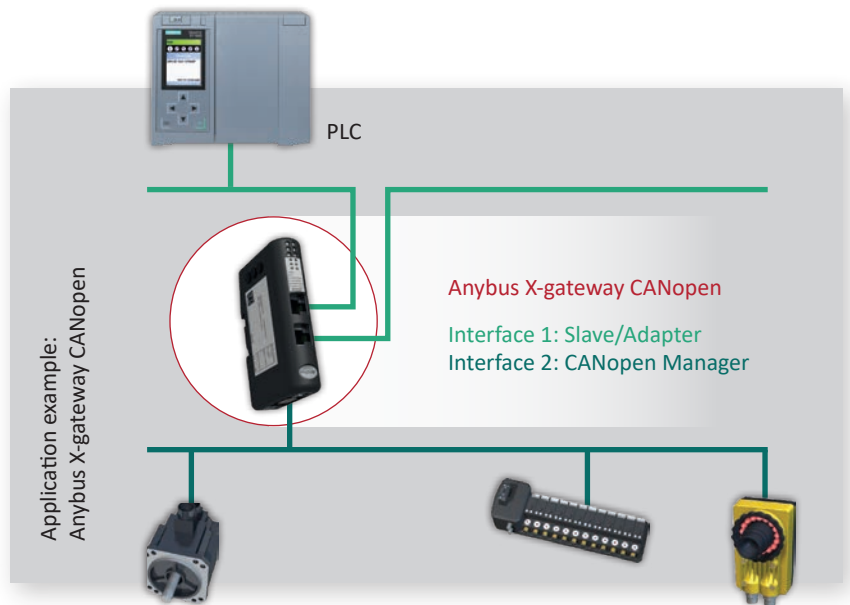 PLC
Anybus X-gateway CANopen
Interface 1: Slave/Adapter
Interface 2: CANopen Manager
Application example:
Anybus X-gateway CANopen